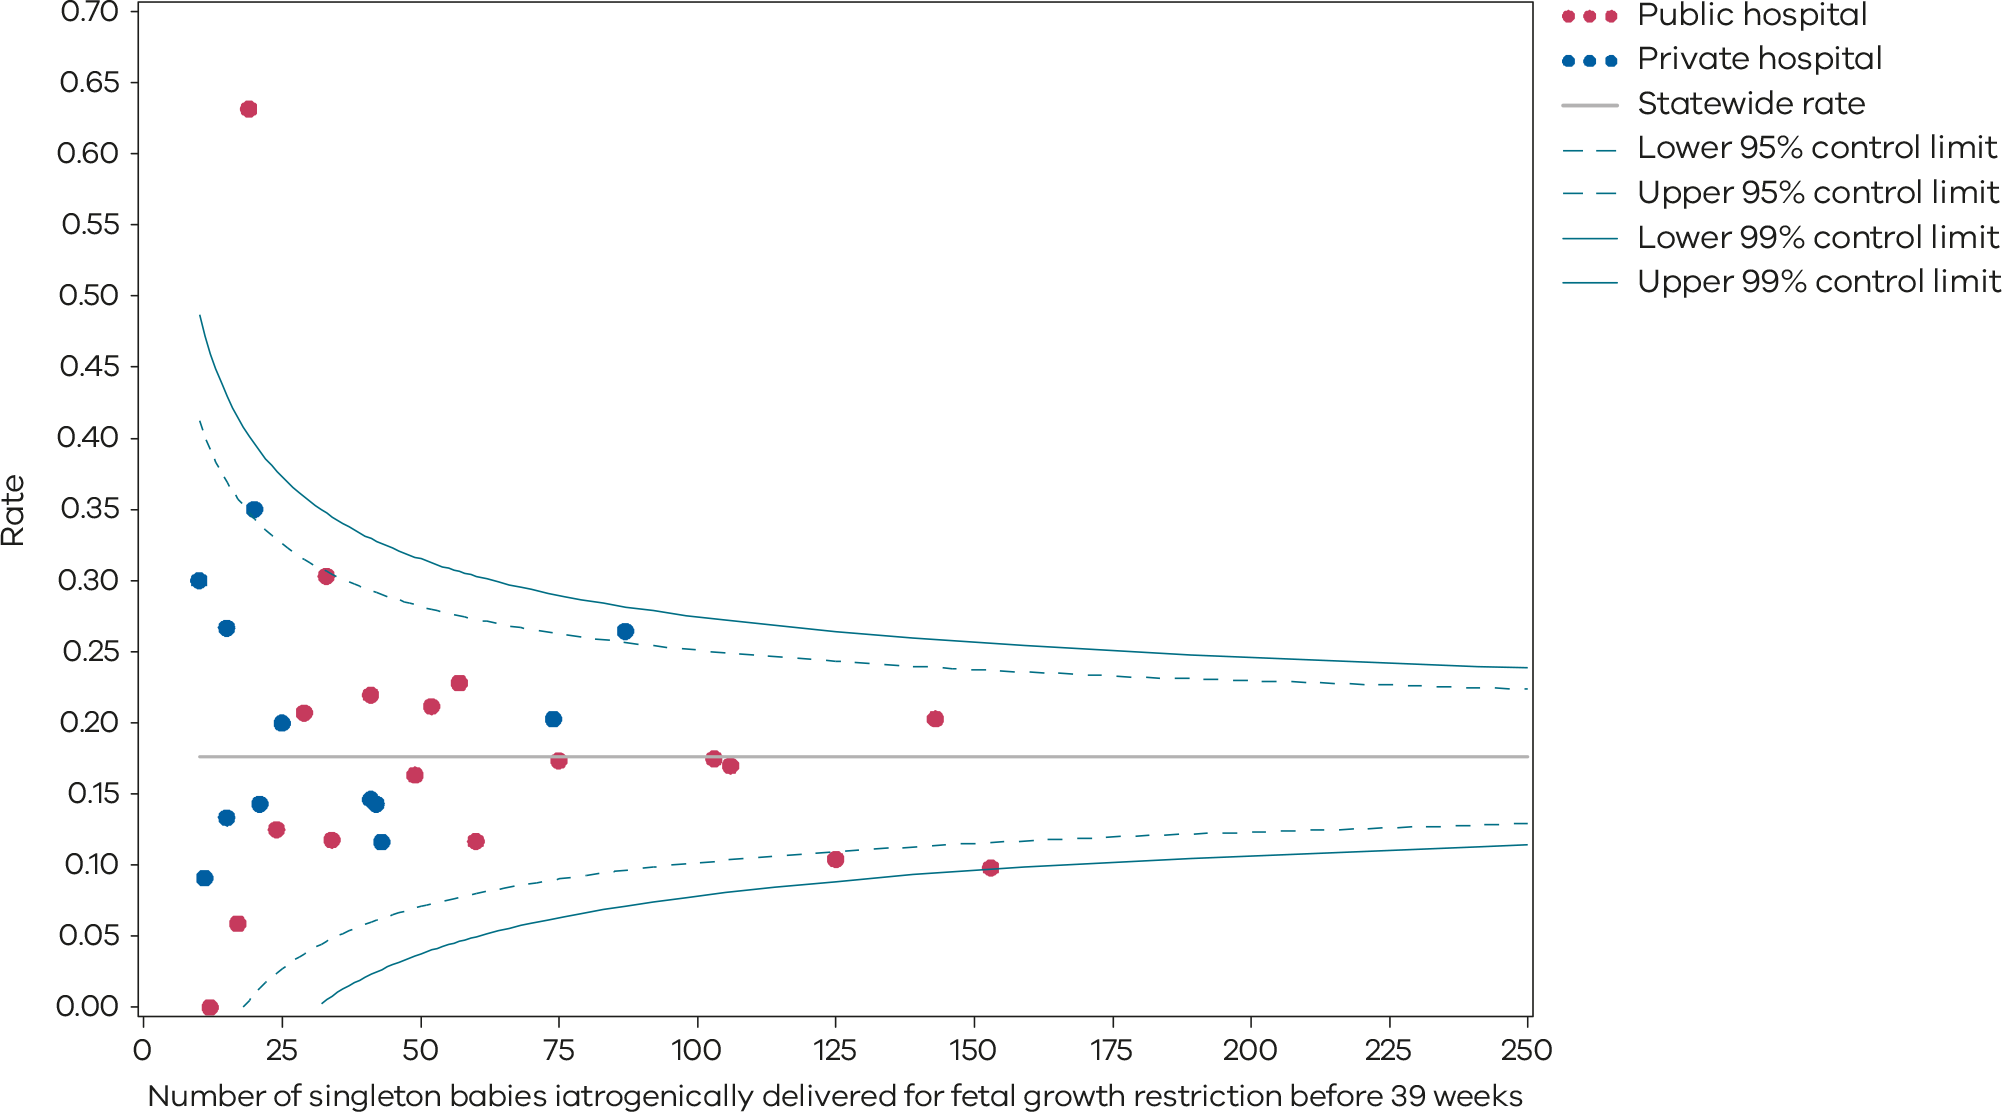 0.70
0.65
0.60
0.55
0.50
0.45
0.40
0.35
0.30
0.25
0.20
0.15
0.10
0.05
0.00
Rate
0 25 50 75 100 125 150 175 200 225 250
Number of singleton babies iatrogenically delivered for fetal growth restriction before 39 weeks
Public hospital
Private hospital
Statewide rate
Lower 95% control limit
Upper 95% control limit
Lower 99% control limit
Upper 99% control limit